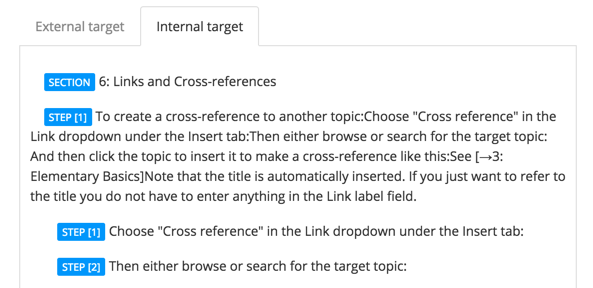 External target
Internal target
SECTION 6: Links and Cross-references
STEP [1] To create a cross-reference to another topic:Choose "Cross reference" in the
Link dropdown under the Insert tab:Then either browse or search for the target topic:
And then click the topic to insert it to make a cross-reference like this:See [→3:
Elementary Basics]Note that the title is automatically inserted. If you just want to refer to
the title you do not have to enter anything in the Link label field.
STEP [1] Choose "Cross reference" in the Link dropdown under the Insert tab:
STEP [2] Then either browse or search for the target topic: